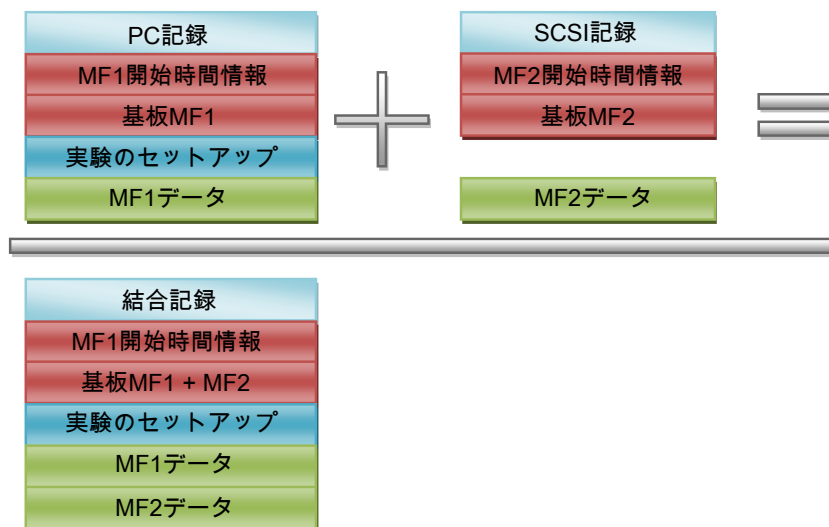 PC記録
MF1開始時間情報
基板MF1
実験のセットアップ
MF1データ
SCSI記録
MF2開始時間情報
基板MF2
MF2データ
結合記録
MF1開始時間情報
基板MF1 + MF2
実験のセットアップ
MF1データ
MF2データ